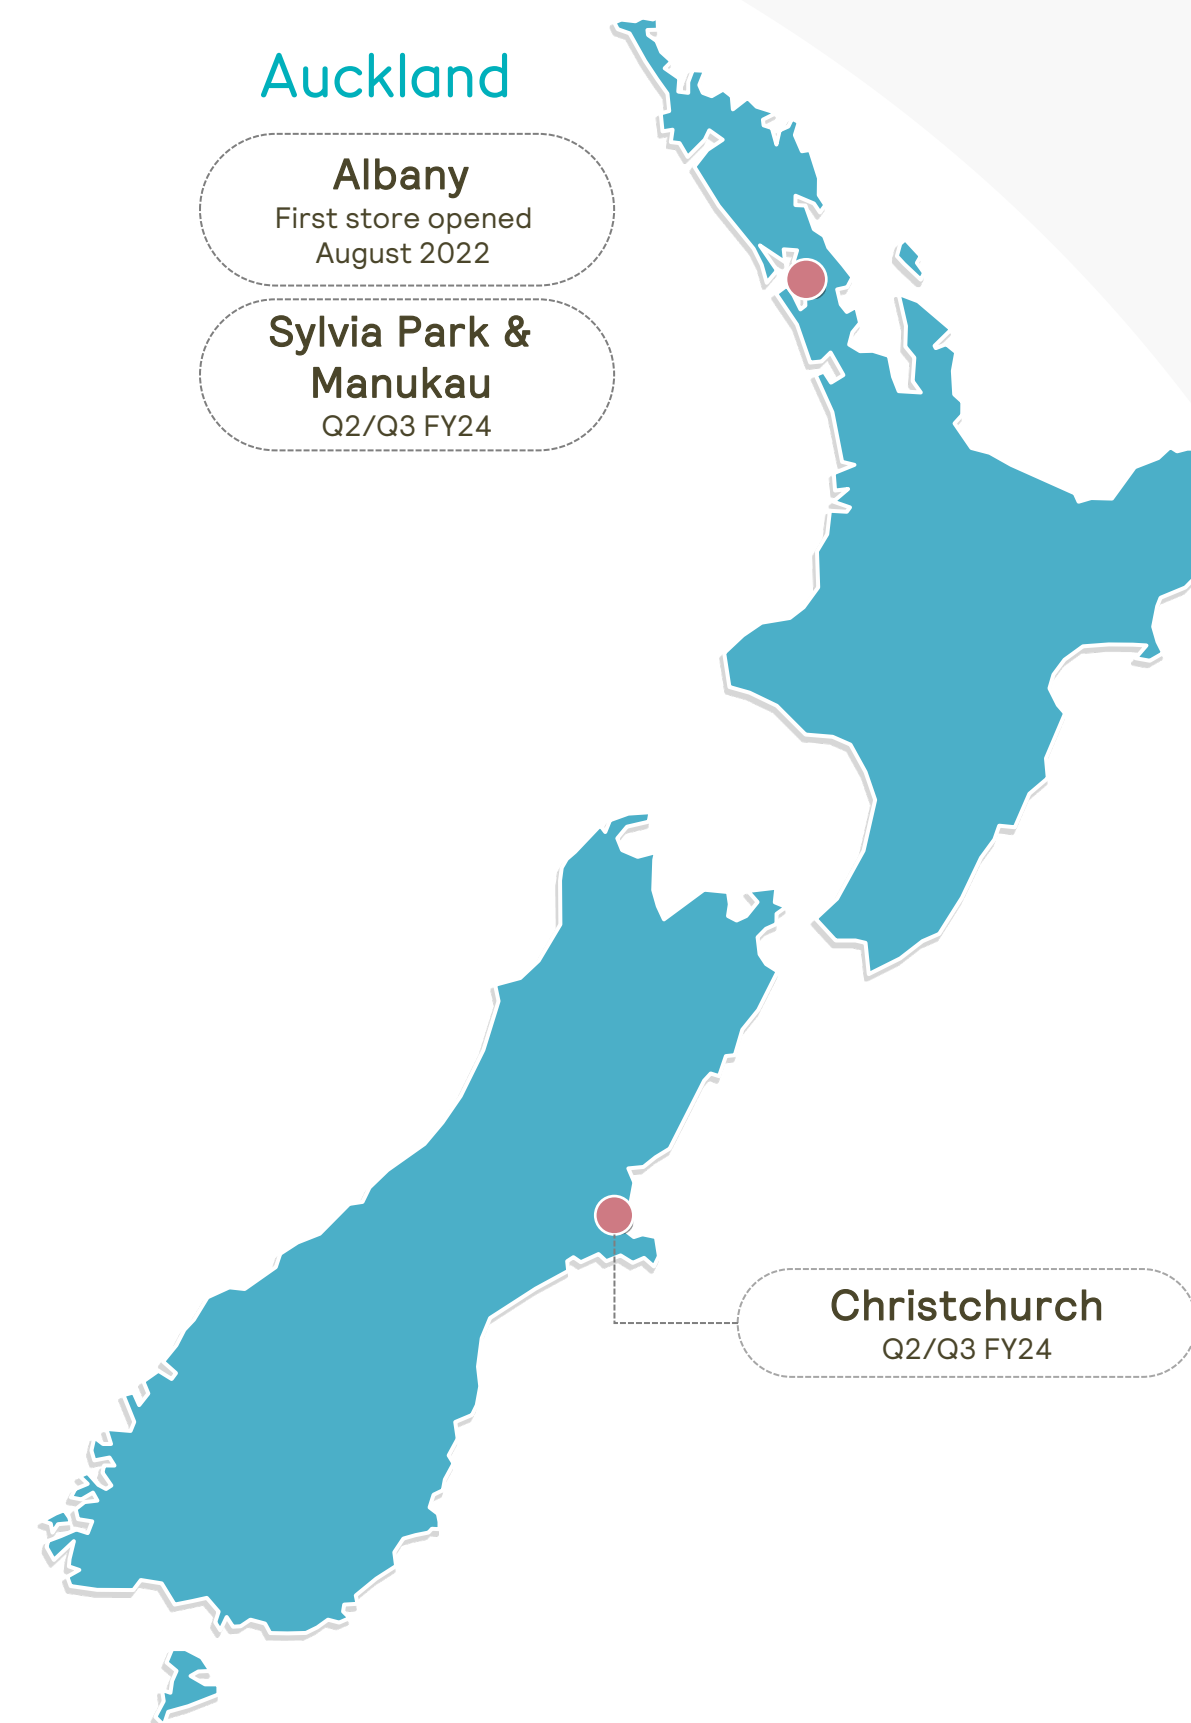 Auckland
Albany
First store opened
August 2022
Sylvia Park &
Manukau
Q2/Q3 FY24
Christchurch
Q2/Q3 FY24